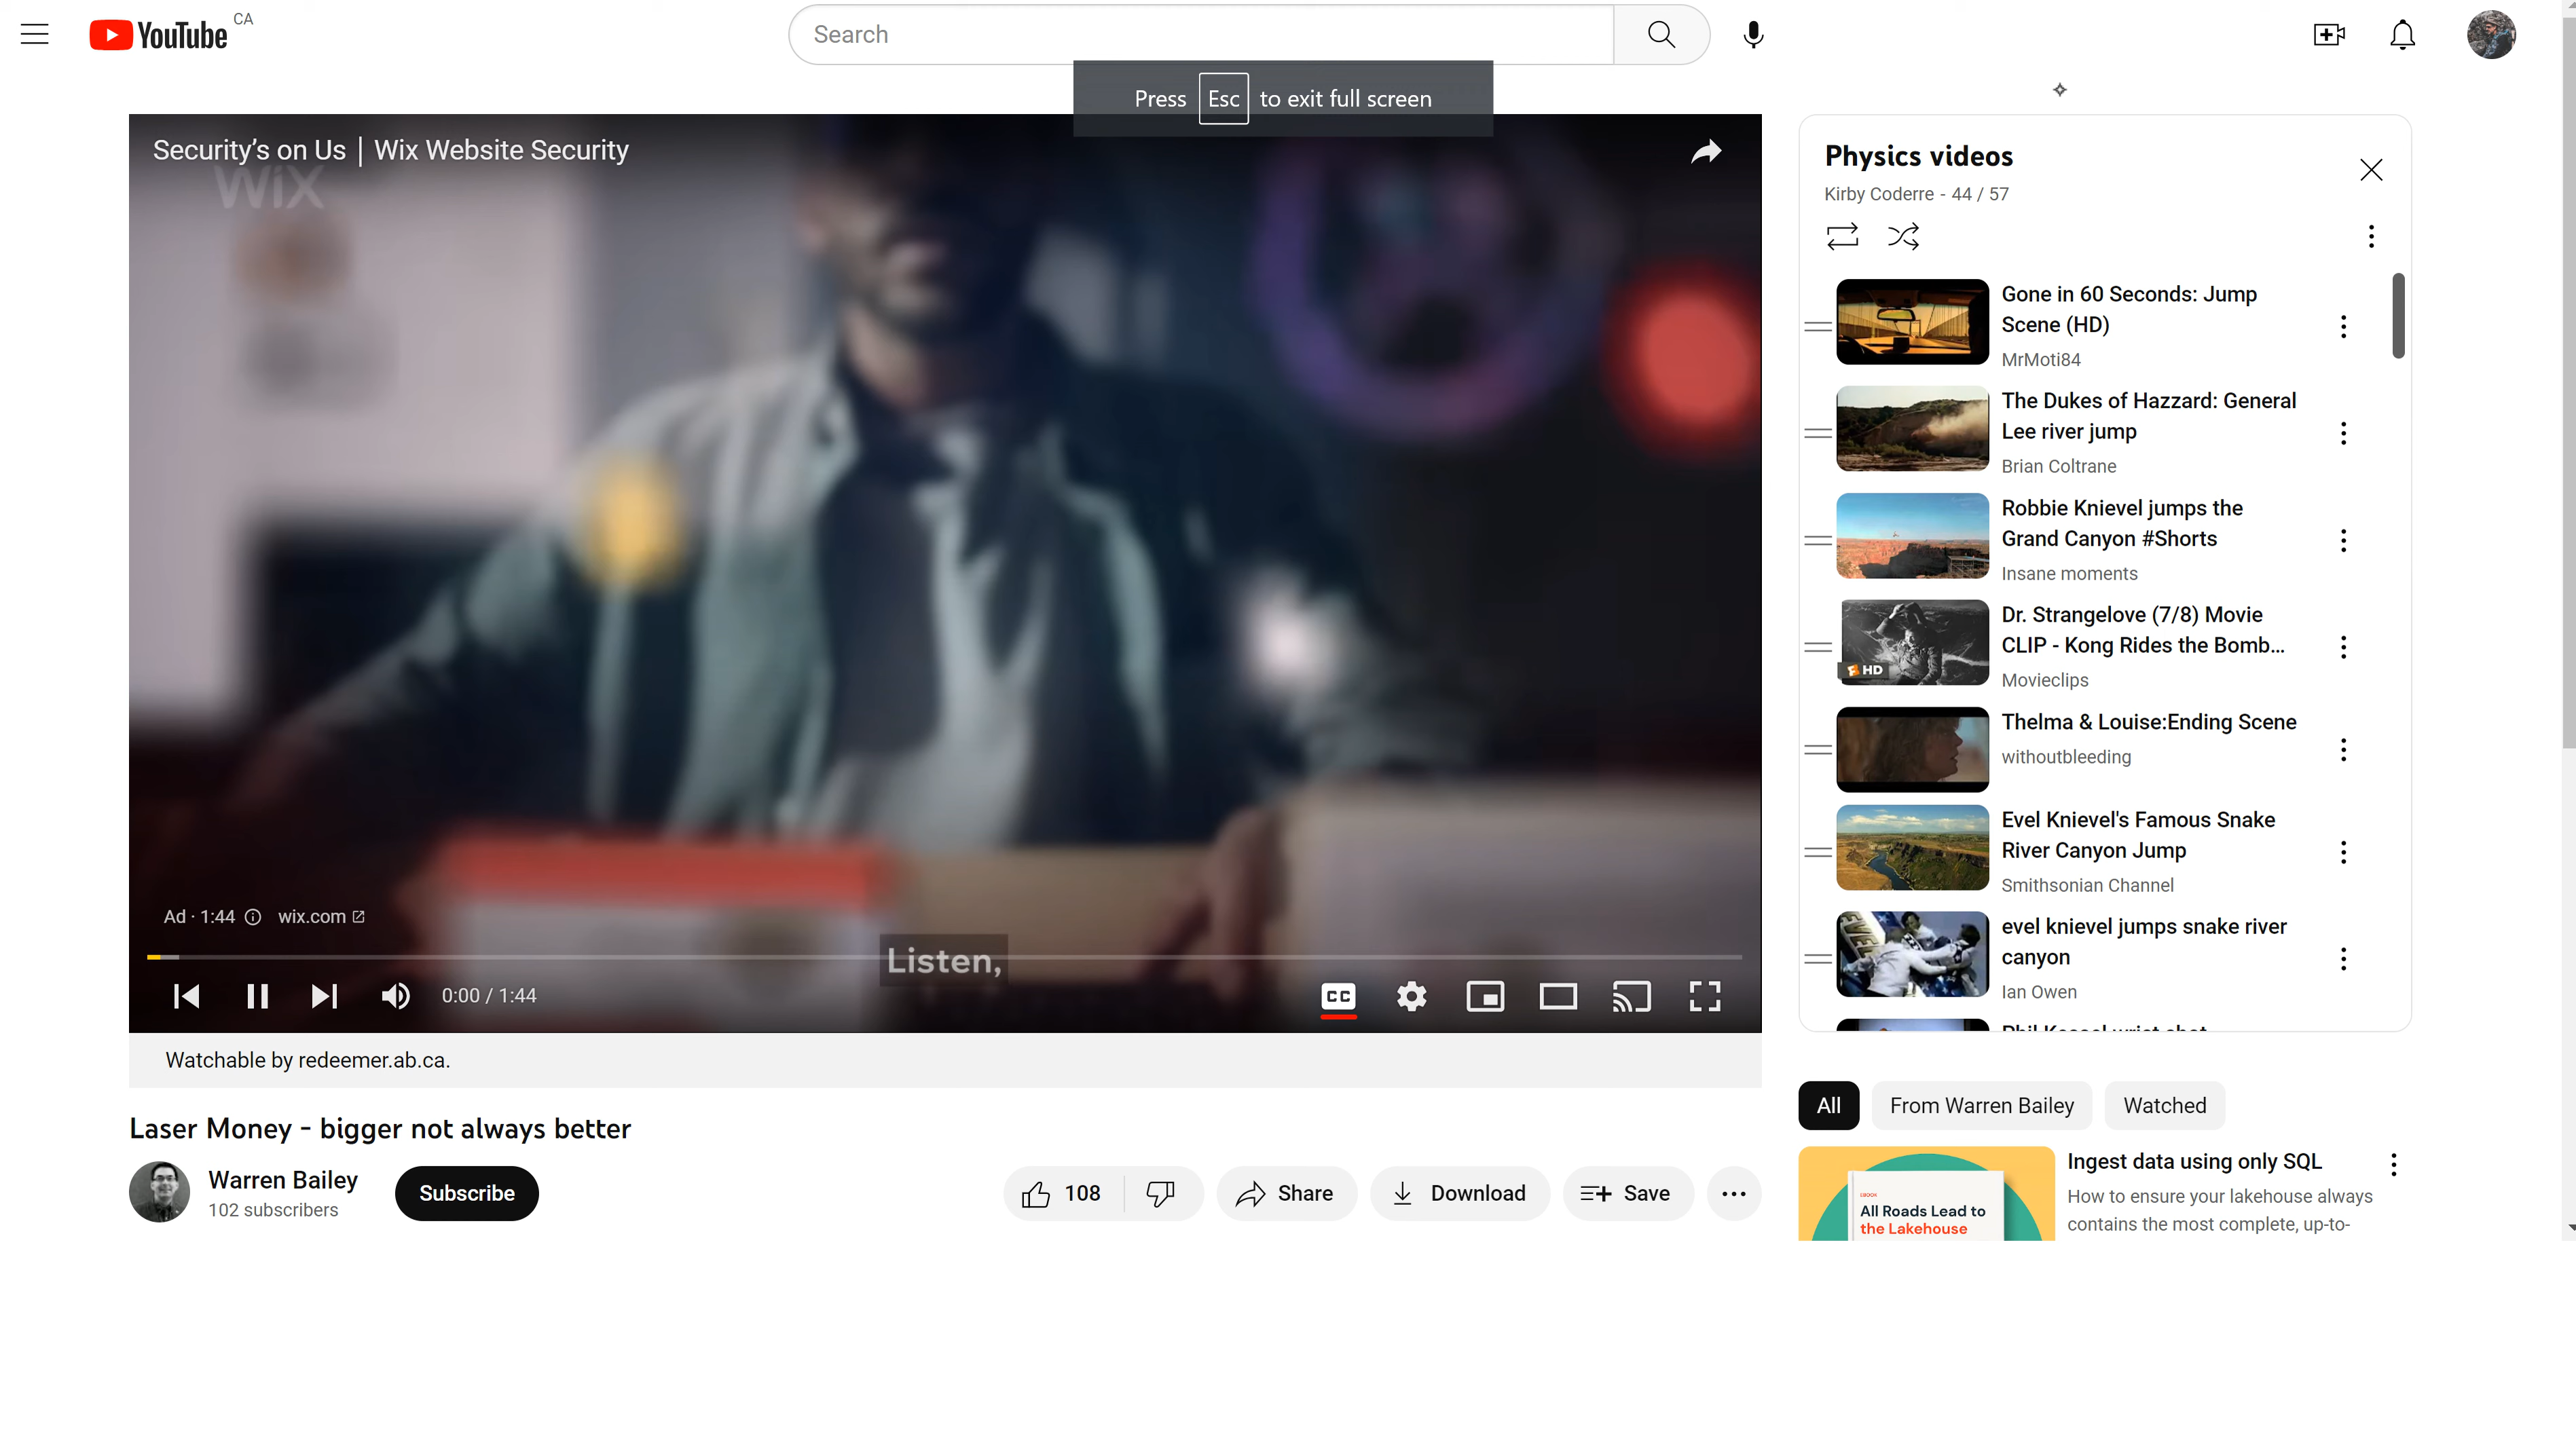 YouTube CA
Search
Press Esc to exit full screen
Security's on Us | Wix Website Security
WiX
Ad · 1:44 wix.com
Listen,
0:00 / 1:44
CC
Watchable by redeemer.ab.ca.
Laser Money - bigger not always better
Warren Bailey
102 subscribers
Subscribe
108
Share
Download
Save
Physics videos
Kirby Coderre - 44 / 57
Gone in 60 Seconds: Jump
Scene (HD)
MrMoti84
The Dukes of Hazzard: General
Lee river jump
Brian Coltrane
Robbie Knievel jumps the
Grand Canyon #Shorts
Insane moments
HD
Dr. Strangelove (7/8) Movie
CLIP - Kong Rides the Bomb...
Movieclips
Thelma & Louise:Ending Scene
withoutbleeding
Evel Knievel's Famous Snake
River Canyon Jump
Smithsonian Channel
evel knievel jumps snake river
canyon
Ian Owen
All
From Warren Bailey
Watched
EBOOK
All Roads Lead to
the Lakehouse
Ingest data using only SQL
How to ensure your lakehouse always
contains the most complete, up-to-